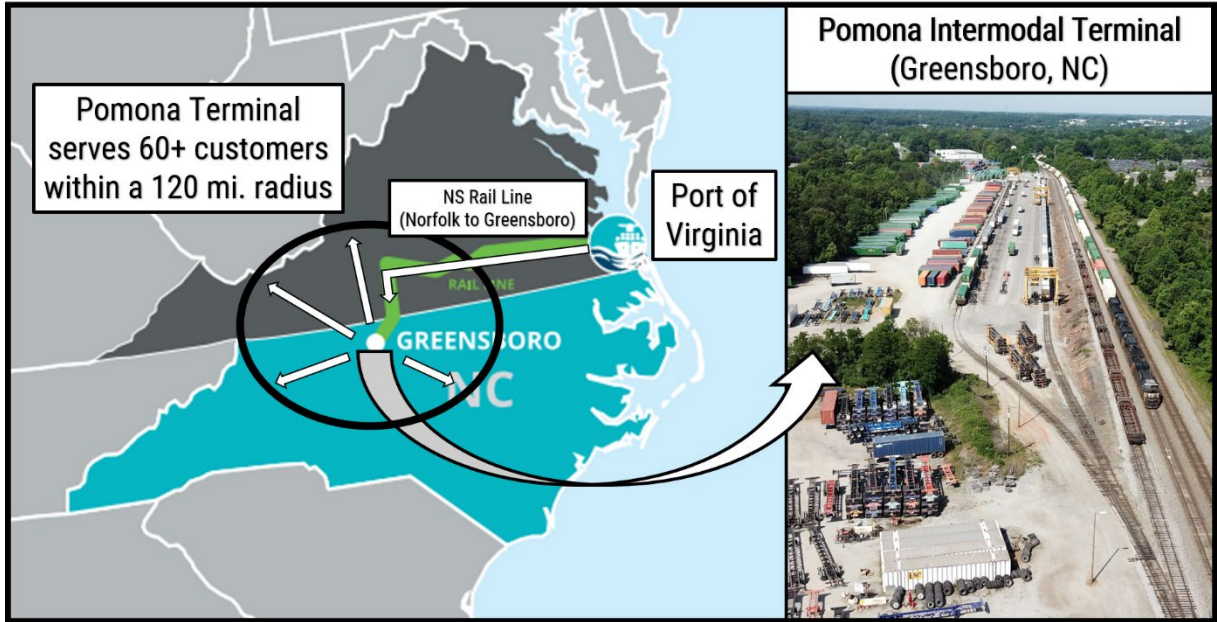 Pomona Terminal
serves 60+ customers
within a 120 mi. radius
NS Rail Line
(Norfolk to Greensboro)
Port of
Virginia
RAIL LINE
GREENSBORO
NC
Pomona Intermodal Terminal
(Greensboro, NC)